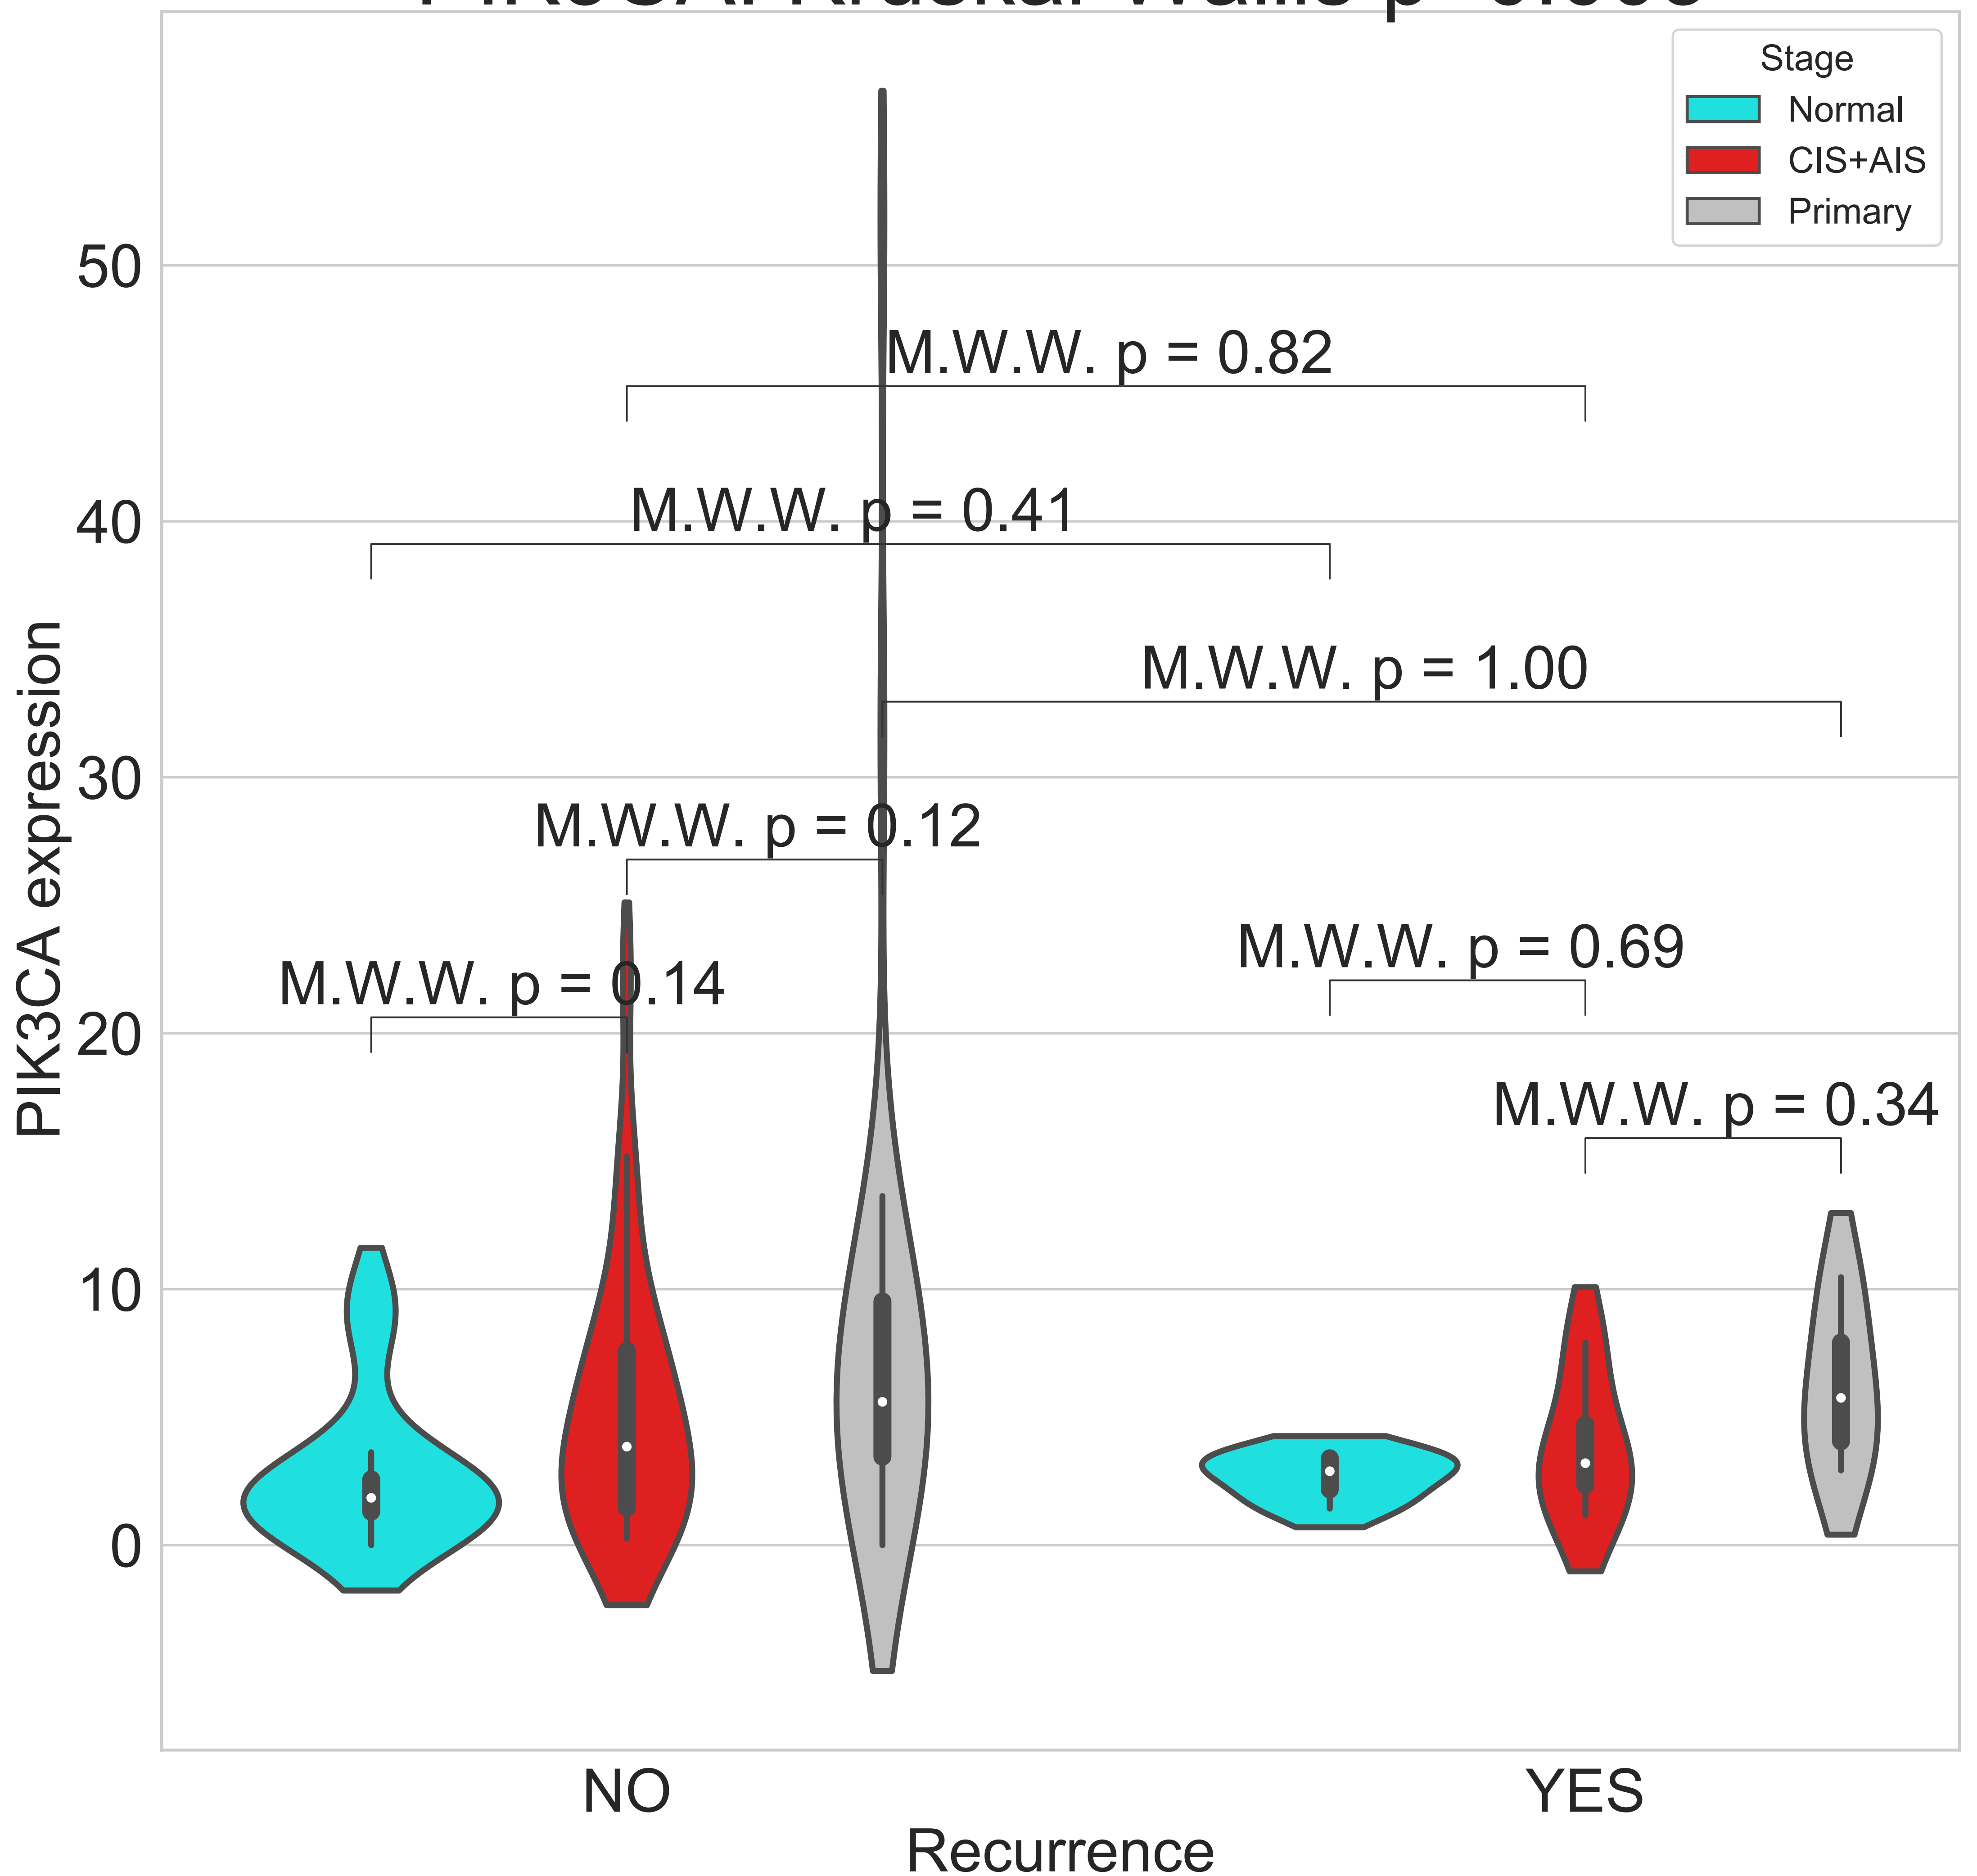 Stage
Normal
CIS+AIS
Primary
50
40
30
20
10
0
PIK3CA expression
M.W.W. p = 0.82
M.W.W. p = 0.41
M.W.W. p = 1.00
M.W.W. p = 0.12
M.W.W. p = 0.69
M.W.W. p = 0.14
M.W.W. p = 0.34
NO
YES
Recurrence